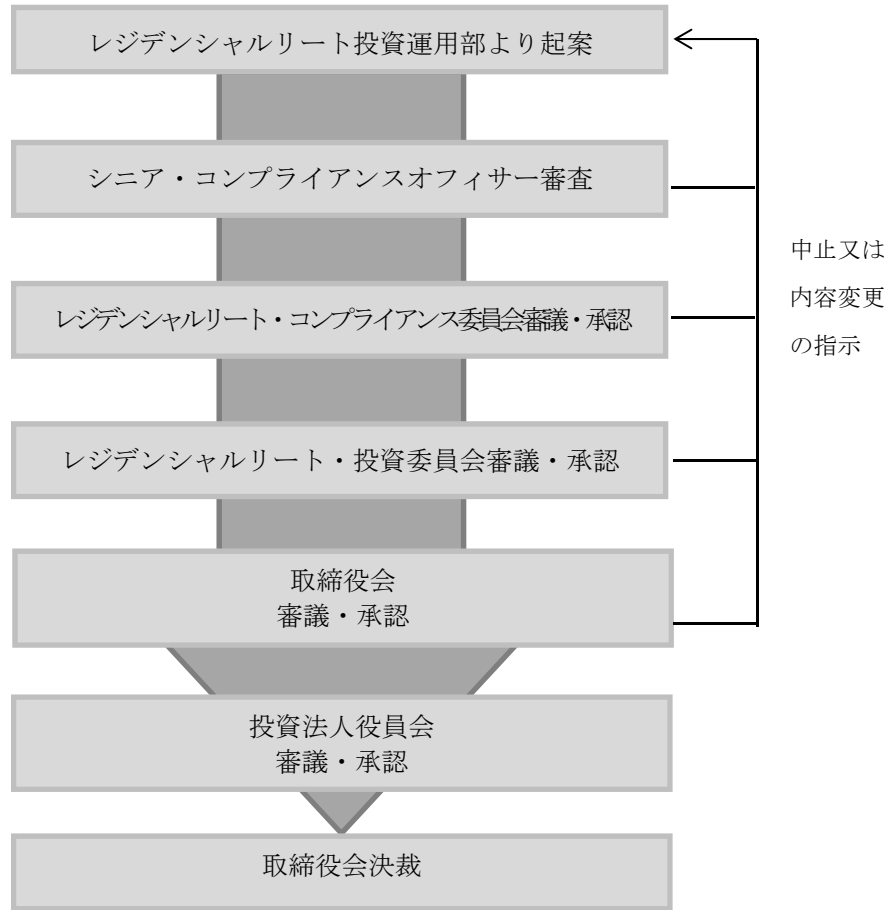 レジデンシャルリート投資運用部より起案
シニア・コンプライアンスオフィサー審査
レジデンシャルリート・コンプライアンス委員会審議・承認
レジデンシャルリート・投資委員会審議・承認
取締役会
審議・承認
投資法人役員会
審議・承認
取締役会決裁
中止又は
内容変更
の指示